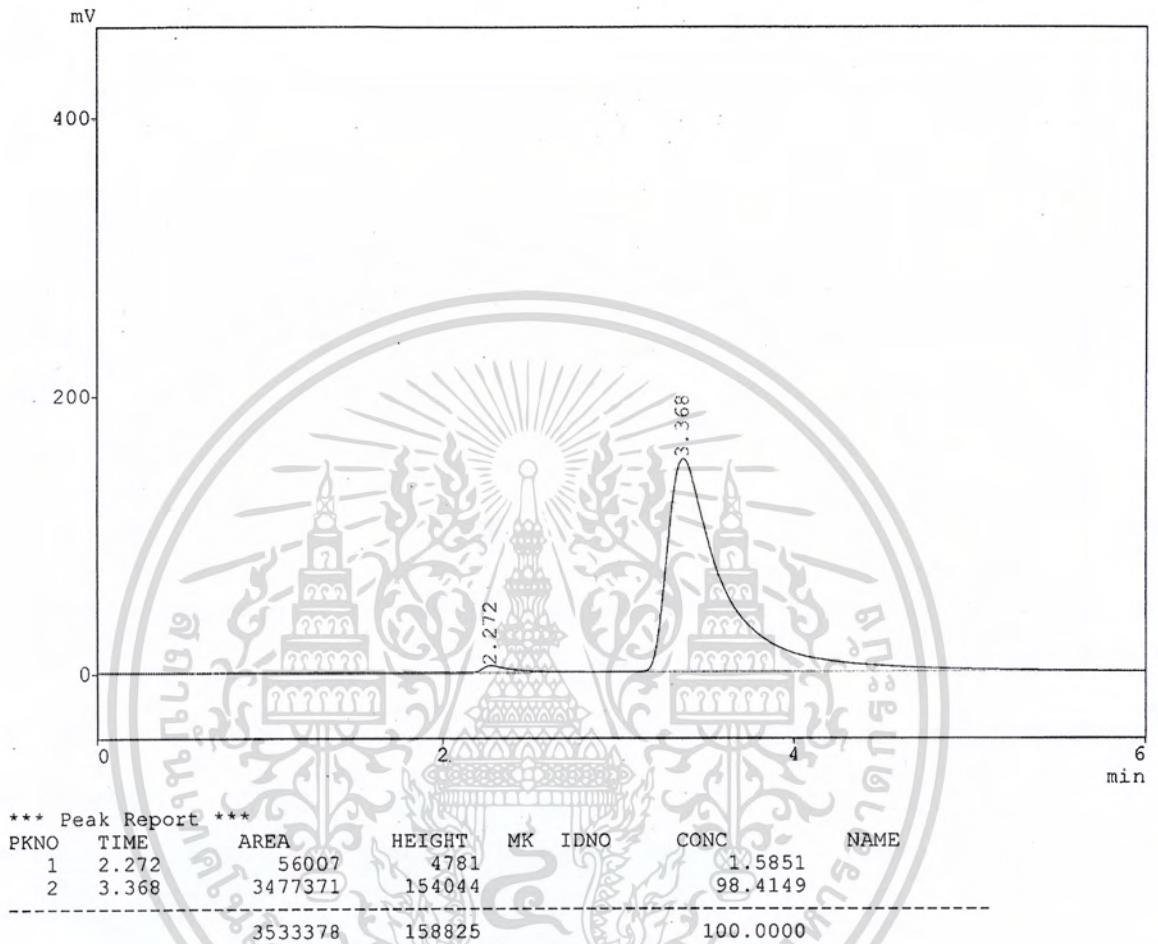 mV
400
200
0
3.368
2.272
0 2 4 6
min
*** Peak Report ***
PKNO TIME AREA HEIGHT MK IDNO CONC NAME
1 2.272 56007 4781 1.5851
2 3.368 3477371 154044 98.4149
3533378 158825 100.0000